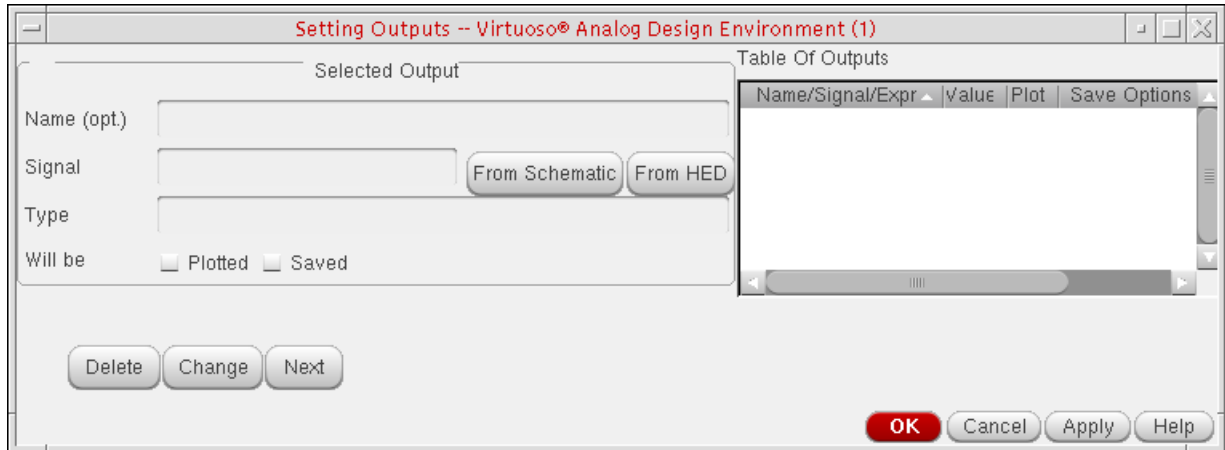 Setting Outputs -- Virtuoso® Analog Design Environment (1)
Selected Output
Name (opt.)
Signal
From Schematic From HED
Type
Will be
Plotted Saved
Table Of Outputs
Name/Signal/Expr Value Plot Save Options
Delete Change Next
OK Cancel Apply Help